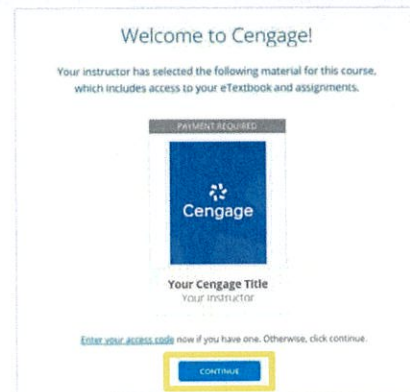 Welcome to Cengage!
Your instructor has selected the following material for this course,
which includes access to your eTextbook and assignments.
PAYMENT REQUIRED
Cengage
Your Cengage Title
Your Instructor
Enter your access code now if you have one. Otherwise, click continue.
CONTINUE